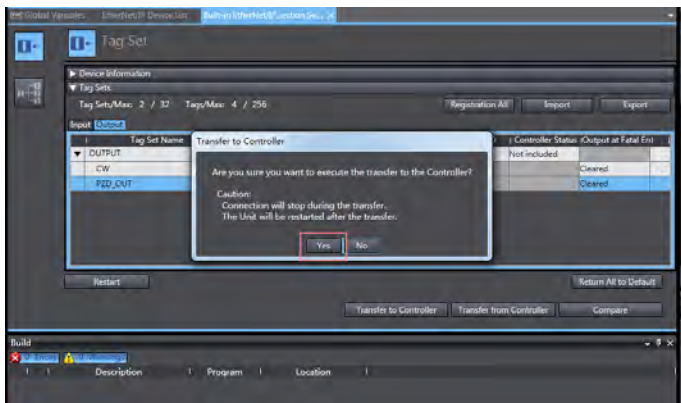 Global Variables EtherNet/IP Device List Built-in EtherNet/I
Tag Set
Device Information
Tag Sets
Tag Sets/Max: 2 / 32 Tags/Max: 4 / 256 Registration All Import Export
Input Output
Tag Set Name Controller Status (Output at Fatal Err
OUTPUT Not included
CW Cleared
PZD_OUT Cleared
Transfer to Controller
Are you sure you want to execute the transfer to the Controller?
Caution:
Connection will stop during the transfer.
The Unit will be restarted after the transfer.
Yes No
Restart Return All to Default
Transfer to Controller Transfer from Controller Compare
Build
0 Errors 0 Warnings
Description Program Location